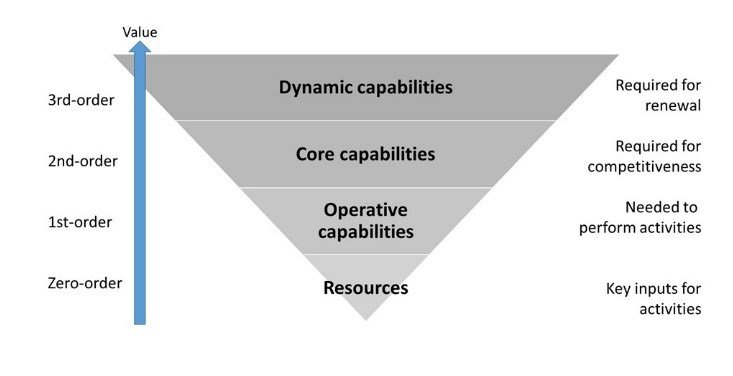 Value
Dynamic capabilities
3rd-order
Required for
renewal
Core capabilities
2nd-order
Required for
competitiveness
Operative
capabilities
1st-order
Needed to
perform activities
Resources
Zero-order
Key inputs for
activities